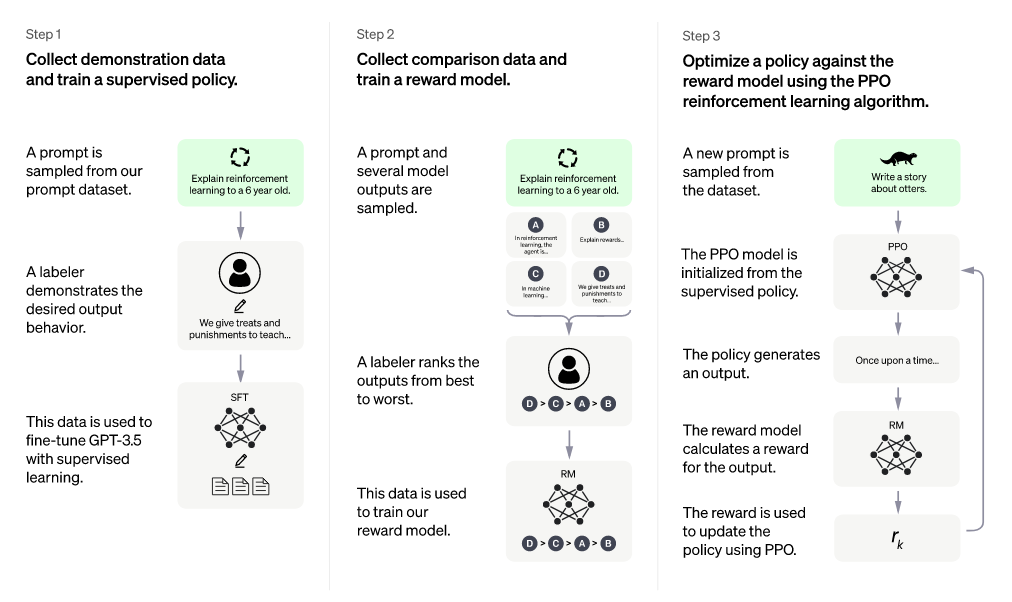 Step 1
Collect demonstration data
and train a supervised policy.
A prompt is
sampled from our
prompt dataset.
Explain reinforcement
learning to a 6 year old.
A labeler
demonstrates the
desired output
behavior.
We give treats and
punishments to teach...
This data is used to
fine-tune GPT-3.5
with supervised
learning.
SFT
Step 2
Collect comparison data and
train a reward model.
A prompt and
several model
outputs are
sampled.
Explain reinforcement
learning to a 6 year old.
A
In reinforcement
learning, the
agent is...
B
Explain rewards...
C
In machine
learning...
D
We give treats and
punishments to
teach...
A labeler ranks the
outputs from best
to worst.
D > C > A > B
This data is used
to train our
reward model.
RM
D > C > A > B
Step 3
Optimize a policy against the
reward model using the PPO
reinforcement learning algorithm.
A new prompt is
sampled from
the dataset.
Write a story
about otters.
The PPO model is
initialized from the
supervised policy.
PPO
The policy generates
an output.
Once upon a time...
The reward model
calculates a reward
for the output.
RM
The reward is used
to update the
policy using PPO.
r_k